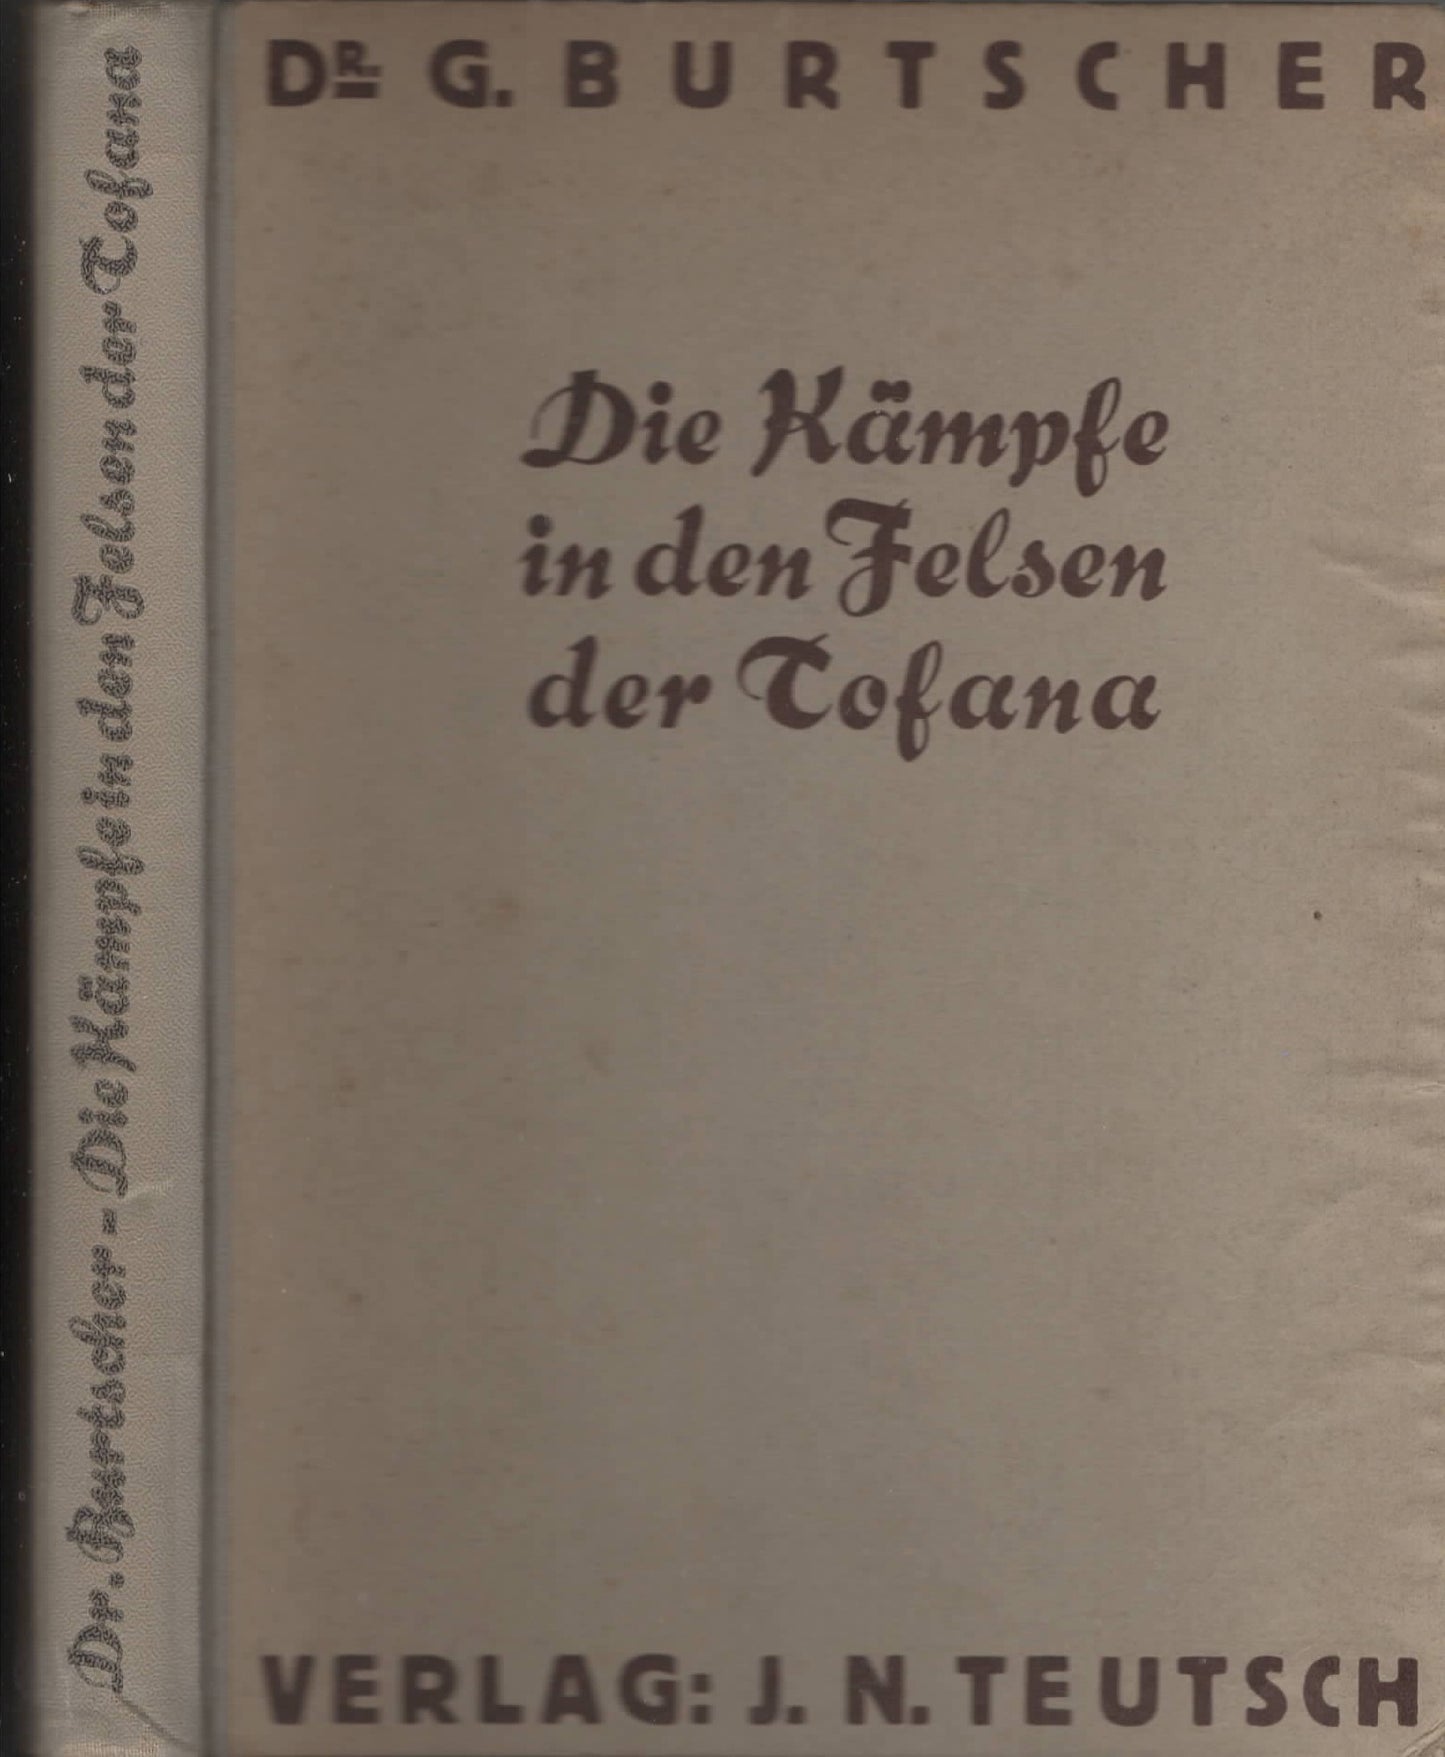 Dr. Burtscher - Die Kämpfe in den Felsen der Tofana
DR. G. BURTSCHER
Die Kämpfe
in den Felsen
der Tofana
VERLAG: J. N. TEUTSCH